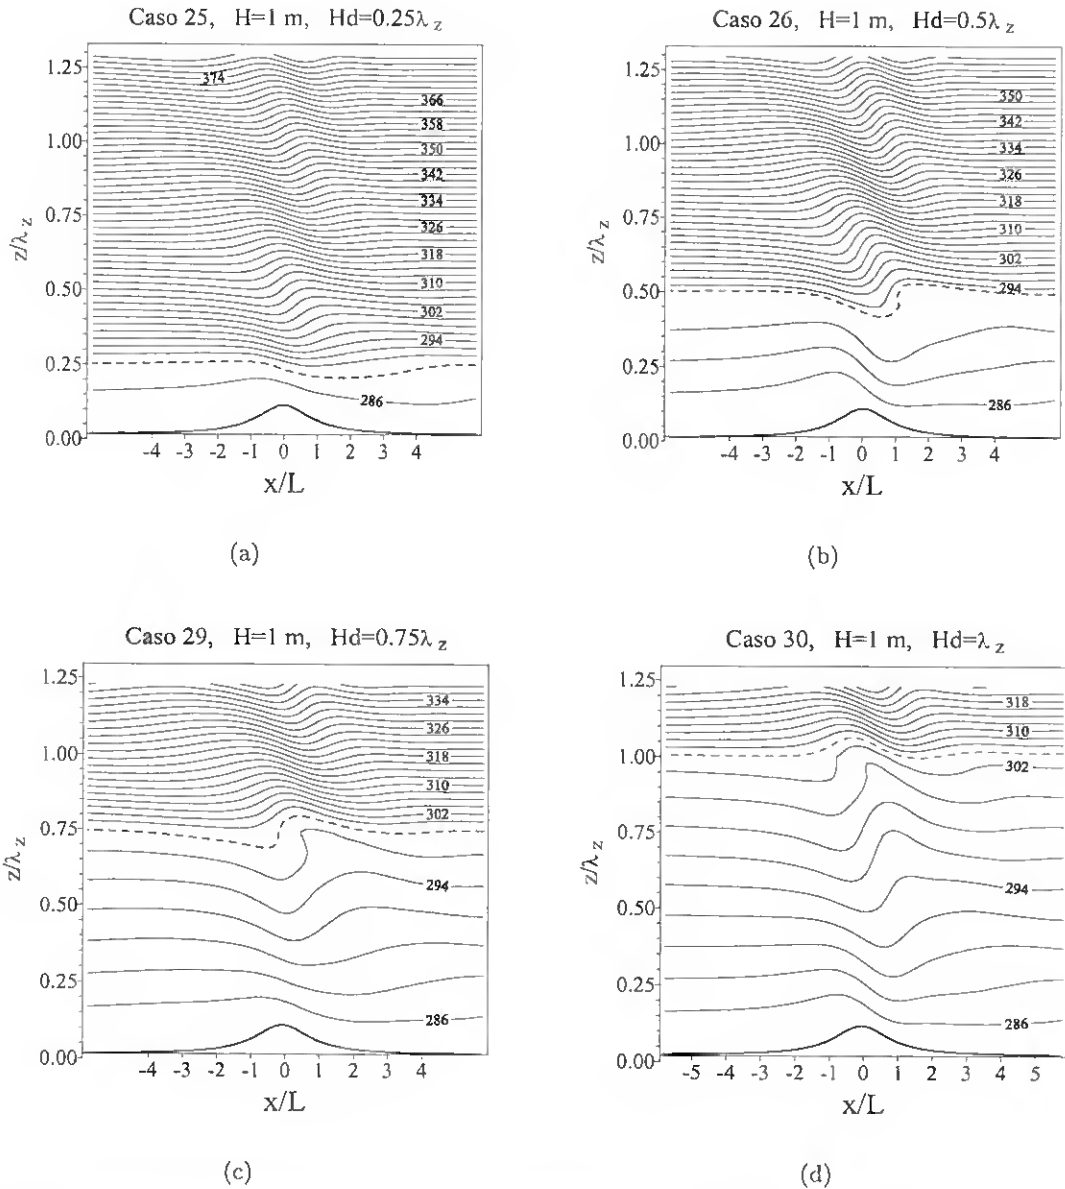 Caso 25, H=1 m, Hd=0.25λz
1.25
1.00
0.75
0.50
0.25
0.00
z/λz
374
366
358
350
342
334
326
318
310
302
294
286
-4 -3 -2 -1 0 1 2 3 4
x/L
(a)
Caso 26, H=1 m, Hd=0.5λz
1.25
1.00
0.75
0.50
0.25
0.00
z/λz
350
342
334
326
318
310
302
294
286
-4 -3 -2 -1 0 1 2 3 4
x/L
(b)
Caso 29, H=1 m, Hd=0.75λz
1.25
1.00
0.75
0.50
0.25
0.00
z/λz
334
326
318
310
302
294
286
-4 -3 -2 -1 0 1 2 3 4
x/L
(c)
Caso 30, H=1 m, Hd=λz
1.25
1.00
0.75
0.50
0.25
0.00
z/λz
318
310
302
294
286
-5 -4 -3 -2 -1 0 1 2 3 4 5
x/L
(d)